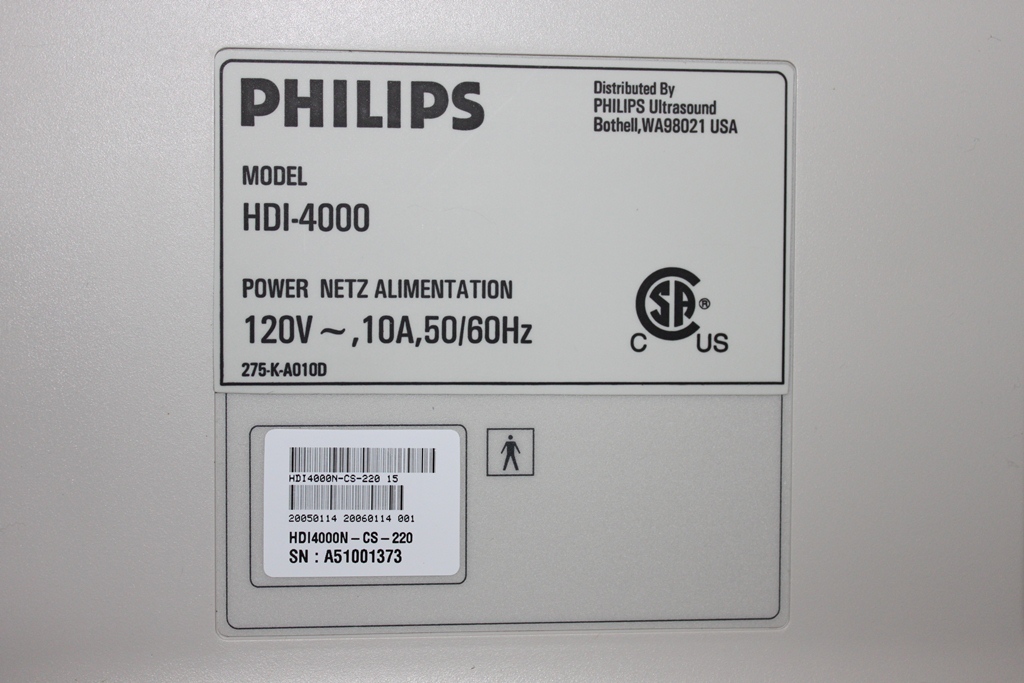 PHILIPS
Distributed By
PHILIPS Ultrasound
Bothell,WA98021 USA
MODEL
HDI-4000
POWER NETZ ALIMENTATION
120V ~,10A,50/60Hz
275-K-A010D
CSA®
C US
HDI4000N-CS-220 15
20050114 20060114 001
HDI4000N-CS-220
SN : A51001373